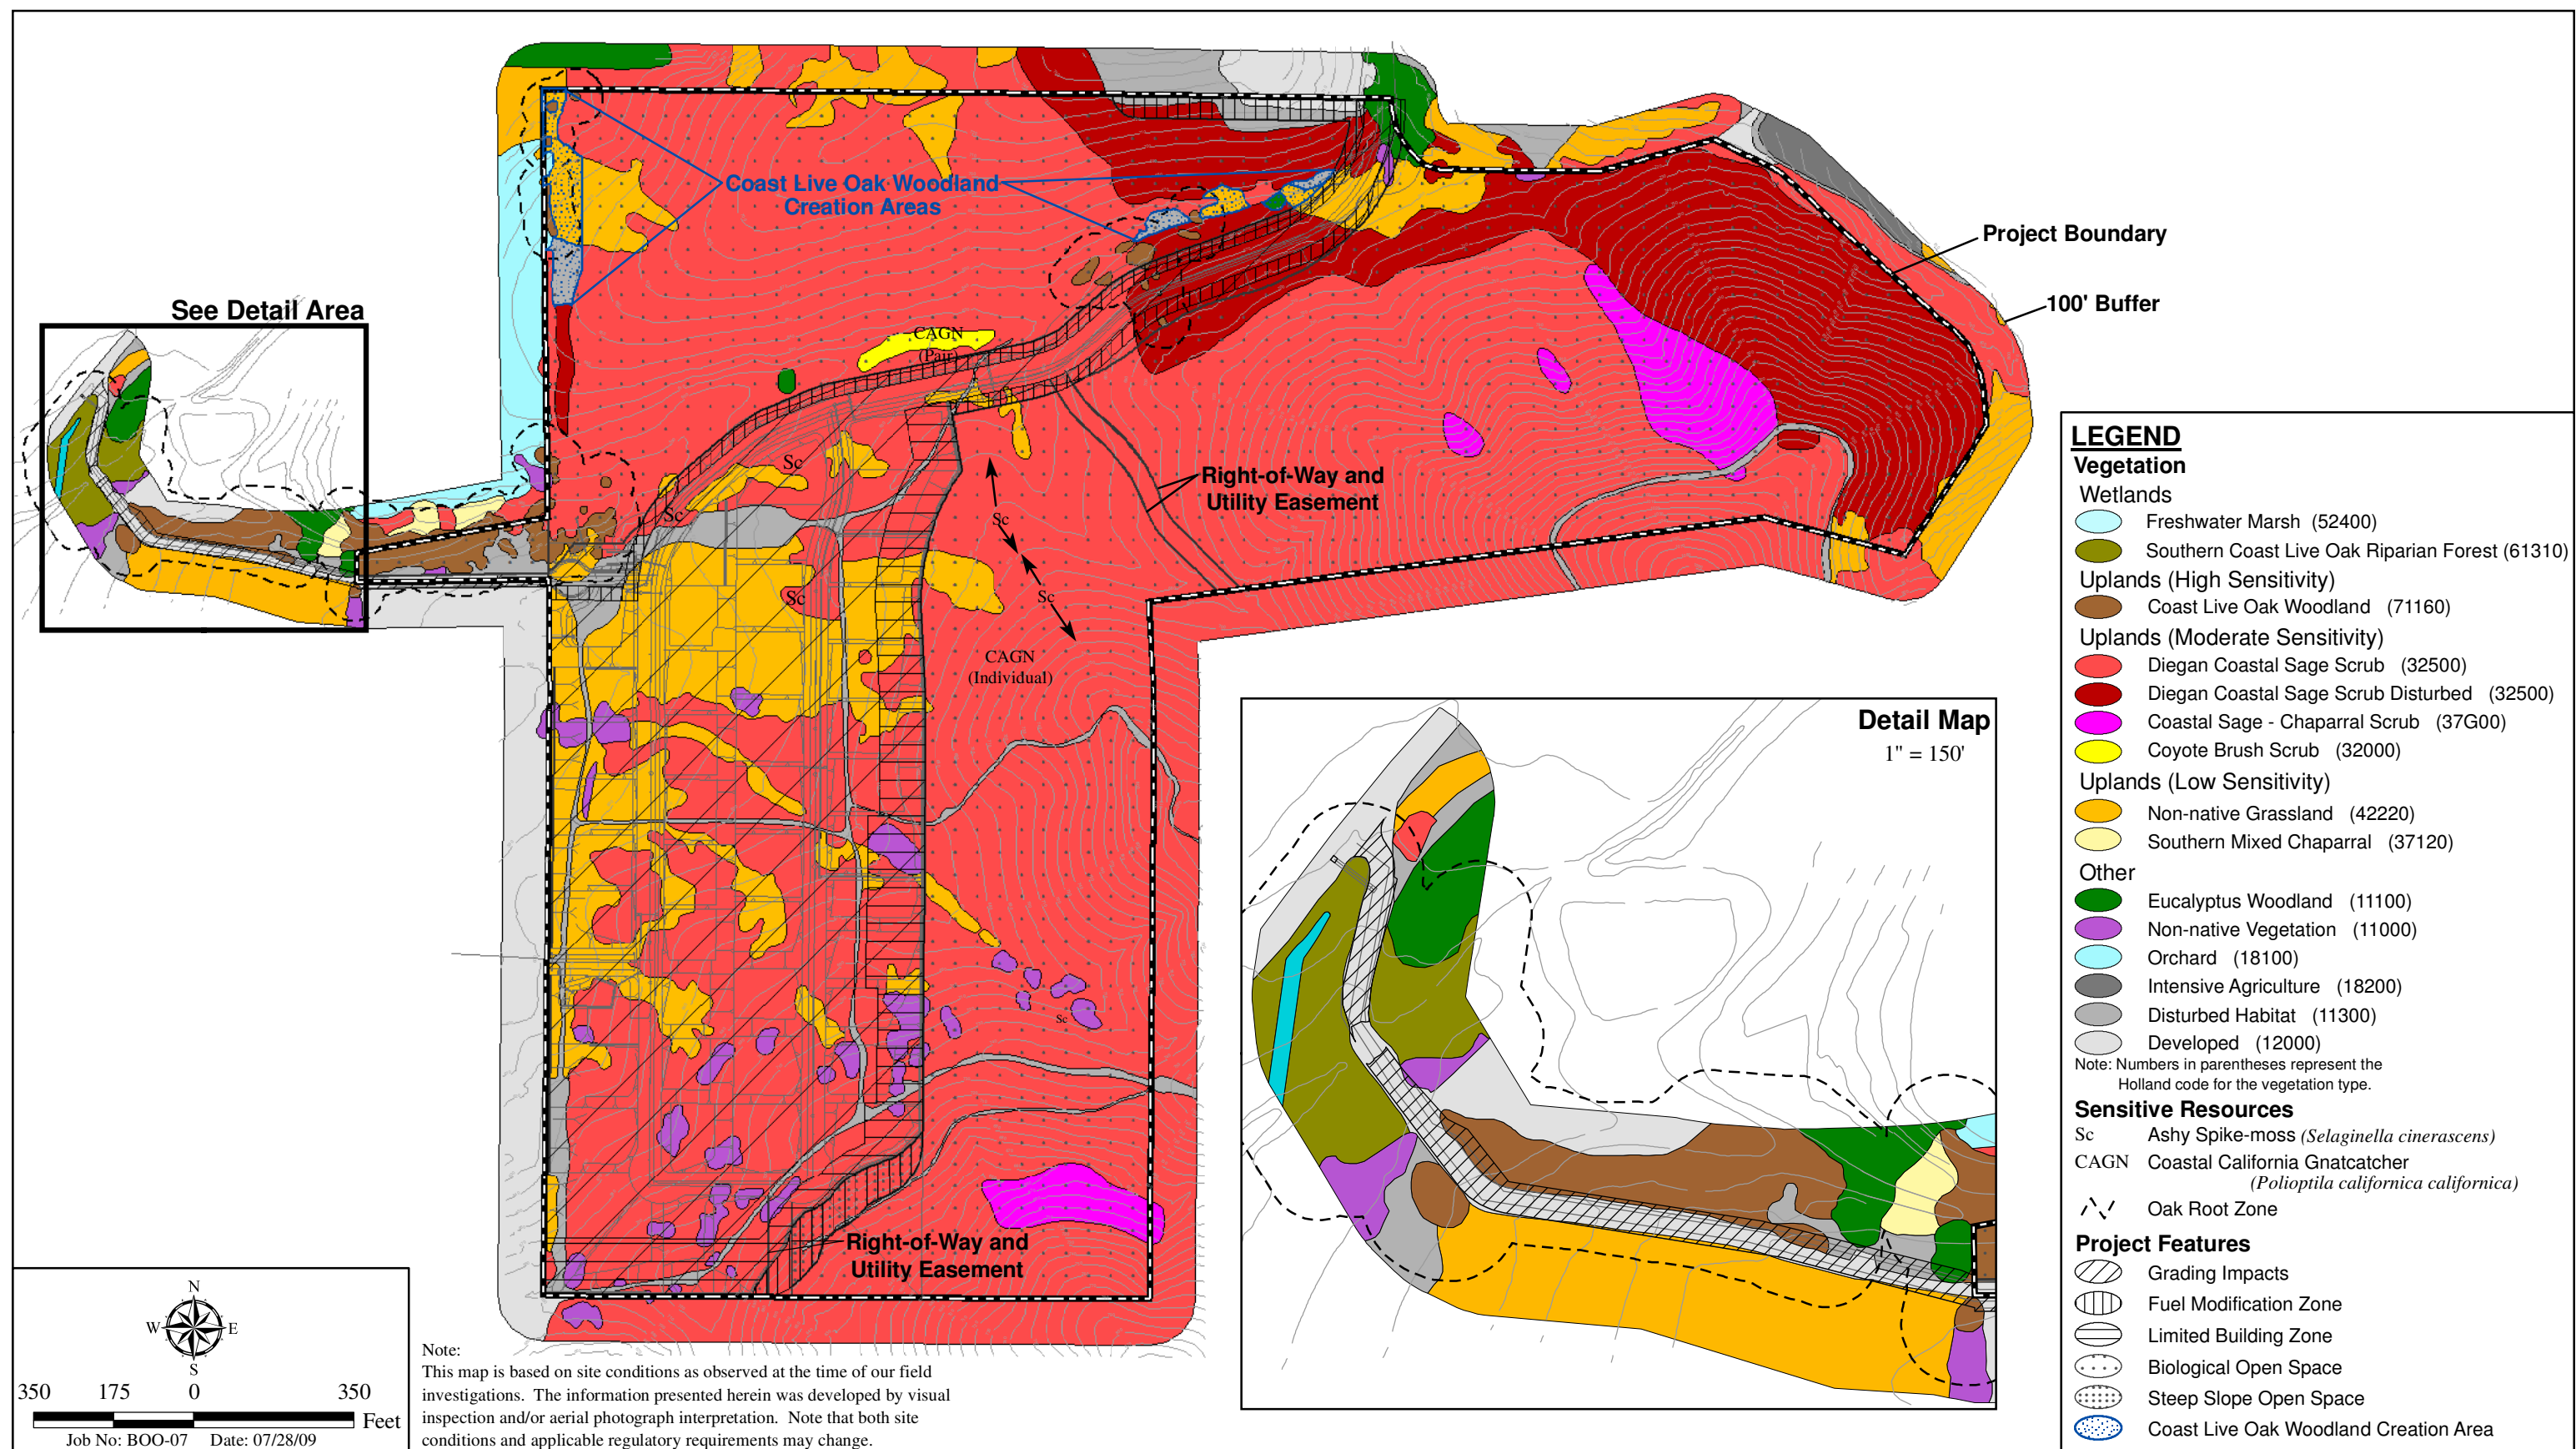 Coast Live Oak Woodland
Creation Areas
Project Boundary
100' Buffer
See Detail Area
CAGN
(Pair)
Sc
Sc
Sc
Right-of-Way and
Utility Easement
Sc
Sc
CAGN
(Individual)
Sc
Right-of-Way and
Utility Easement
Detail Map
1" = 150'
LEGEND
Vegetation
Wetlands
Freshwater Marsh (52400)
Southern Coast Live Oak Riparian Forest (61310)
Uplands (High Sensitivity)
Coast Live Oak Woodland (71160)
Uplands (Moderate Sensitivity)
Diegan Coastal Sage Scrub (32500)
Diegan Coastal Sage Scrub Disturbed (32500)
Coastal Sage - Chaparral Scrub (37G00)
Coyote Brush Scrub (32000)
Uplands (Low Sensitivity)
Non-native Grassland (42220)
Southern Mixed Chaparral (37120)
Other
Eucalyptus Woodland (11100)
Non-native Vegetation (11000)
Orchard (18100)
Intensive Agriculture (18200)
Disturbed Habitat (11300)
Developed (12000)
Note: Numbers in parentheses represent the
Holland code for the vegetation type.
Sensitive Resources
Sc Ashy Spike-moss (Selaginella cinerascens)
CAGN Coastal California Gnatcatcher
(Polioptila californica californica)
Oak Root Zone
Project Features
Grading Impacts
Fuel Modification Zone
Limited Building Zone
Biological Open Space
Steep Slope Open Space
Coast Live Oak Woodland Creation Area
N
W E
S
350 175 0 350
Feet
Job No: BOO-07 Date: 07/28/09
Note:
This map is based on site conditions as observed at the time of our field
investigations. The information presented herein was developed by visual
inspection and/or aerial photograph interpretation. Note that both site
conditions and applicable regulatory requirements may change.